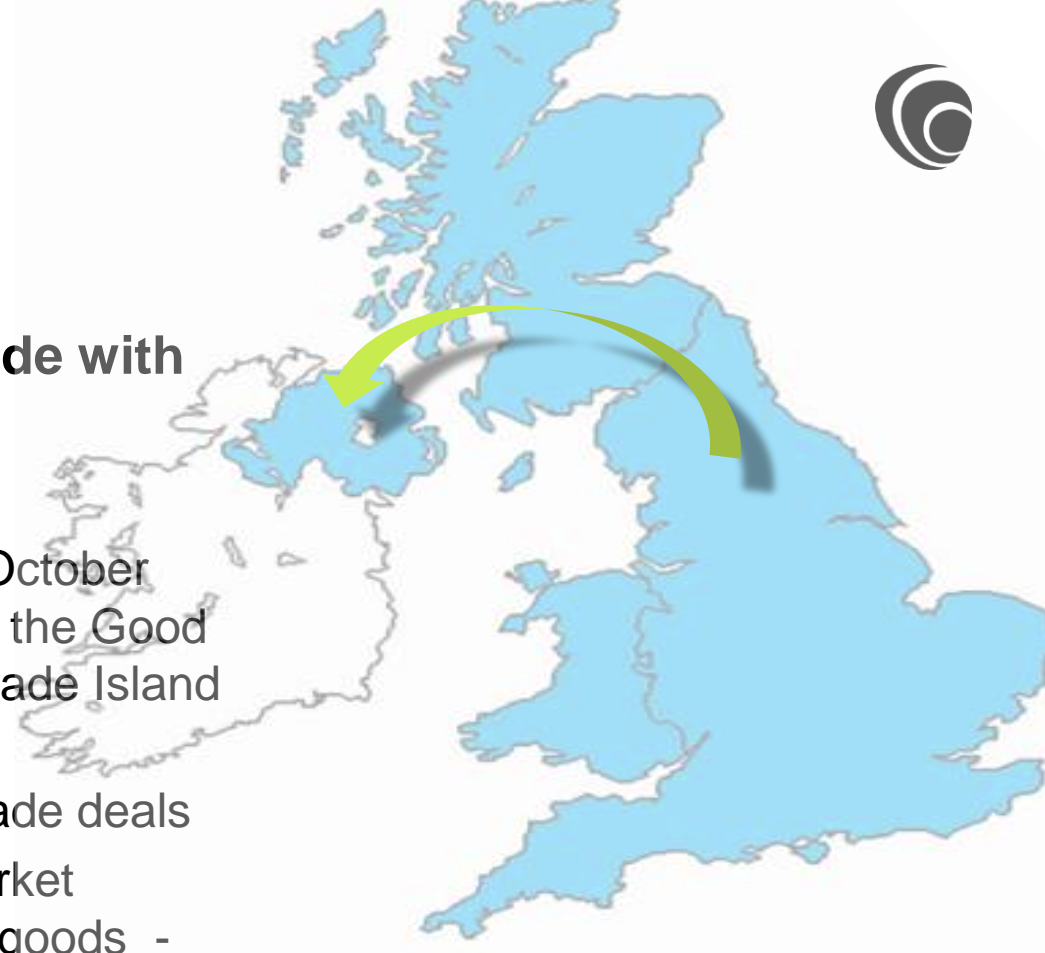 de with
October
the Good
ade Island
ade deals
rket
goods -